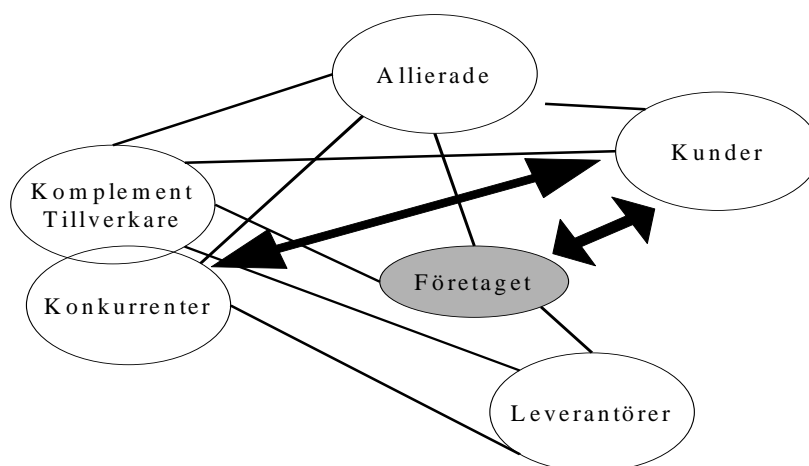 Allierade
Kunder
Komplement
Tillverkare
Företaget
Konkurrenter
Leverantörer